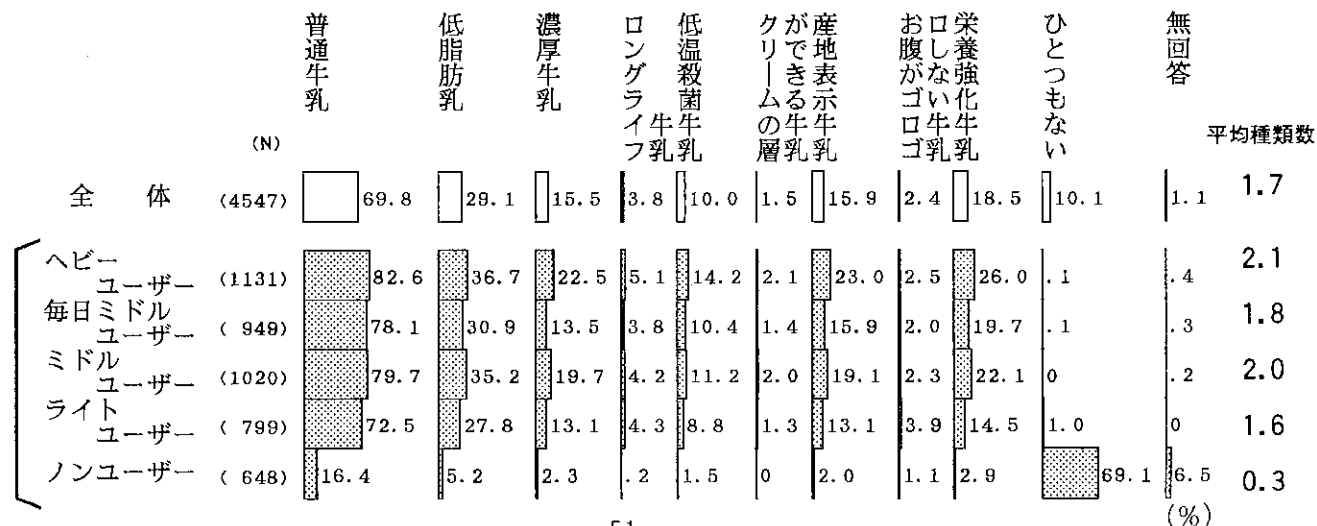 普通牛乳
低脂肪乳
濃厚牛乳
ロングライフ
牛乳
低温殺菌牛乳
クリームの層
ができる牛乳
産地表示牛乳
お腹がゴロゴ
ロしない牛乳
栄養強化牛乳
ひとつもない
無回答
(N) 平均種類数
全体 (4547) 69.8 29.1 15.5 3.8 10.0 1.5 15.9 2.4 18.5 10.1 1.1 1.7
ヘビー
ユーザー (1131) 82.6 36.7 22.5 5.1 14.2 2.1 23.0 2.5 26.0 .1 .4 2.1
毎日ミドル
ユーザー ( 949) 78.1 30.9 13.5 3.8 10.4 1.4 15.9 2.0 19.7 .1 .3 1.8
ミドル
ユーザー (1020) 79.7 35.2 19.7 4.2 11.2 2.0 19.1 2.3 22.1 0 .2 2.0
ライト
ユーザー ( 799) 72.5 27.8 13.1 4.3 8.8 1.3 13.1 3.9 14.5 1.0 0 1.6
ノンユーザー ( 648) 16.4 5.2 2.3 .2 1.5 0 2.0 1.1 2.9 69.1 6.5 0.3
(%)